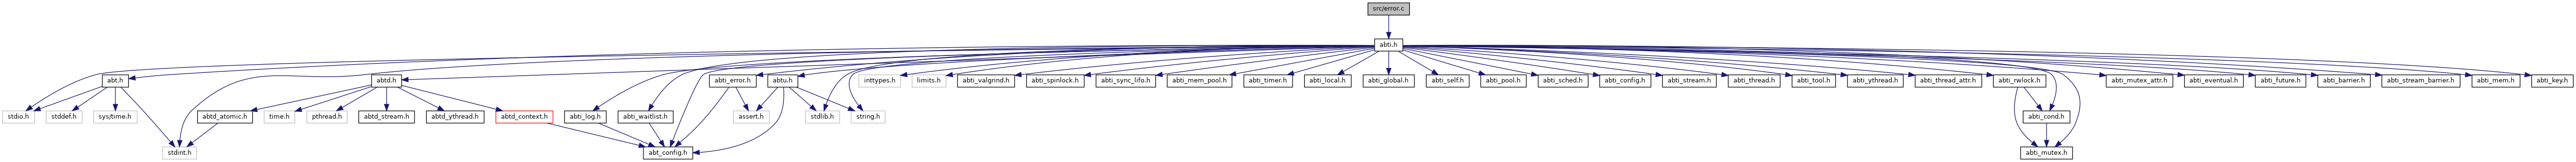 src/error.c
abti.h
abt.h
abtd.h
abti_error.h
abtu.h
inttypes.h
limits.h
abti_valgrind.h
abti_spinlock.h
abti_sync_lifo.h
abti_mem_pool.h
abti_timer.h
abti_local.h
abti_global.h
abti_self.h
abti_pool.h
abti_sched.h
abti_config.h
abti_stream.h
abti_thread.h
abti_tool.h
abti_ythread.h
abti_thread_attr.h
abti_rwlock.h
abti_mutex_attr.h
abti_eventual.h
abti_future.h
abti_barrier.h
abti_stream_barrier.h
abti_mem.h
abti_key.h
stdio.h
stddef.h
sys/time.h
abtd_atomic.h
time.h
pthread.h
abtd_stream.h
abtd_ythread.h
abtd_context.h
abti_log.h
abti_waitlist.h
assert.h
stdlib.h
string.h
abti_cond.h
stdint.h
abt_config.h
abti_mutex.h